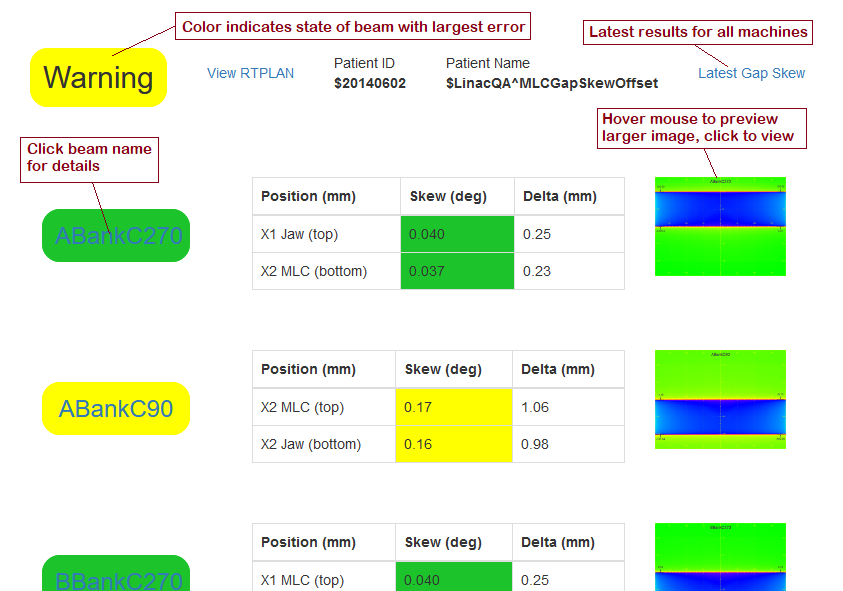 Color indicates state of beam with largest error
Latest results for all machines
Warning
View RTPLAN
Patient ID
$20140602
Patient Name
$LinacQA^MLCGapSkewOffset
Latest Gap Skew
Hover mouse to preview
larger image, click to view
Click beam name
for details
ABankC270
Position (mm) Skew (deg) Delta (mm)
X1 Jaw (top) 0.040 0.25
X2 MLC (bottom) 0.037 0.23
ABankC270
ABankC90
Position (mm) Skew (deg) Delta (mm)
X2 MLC (top) 0.17 1.06
X2 Jaw (bottom) 0.16 0.98
ABankC90
BBankC270
Position (mm) Skew (deg) Delta (mm)
X1 MLC (top) 0.040 0.25
BBankC270